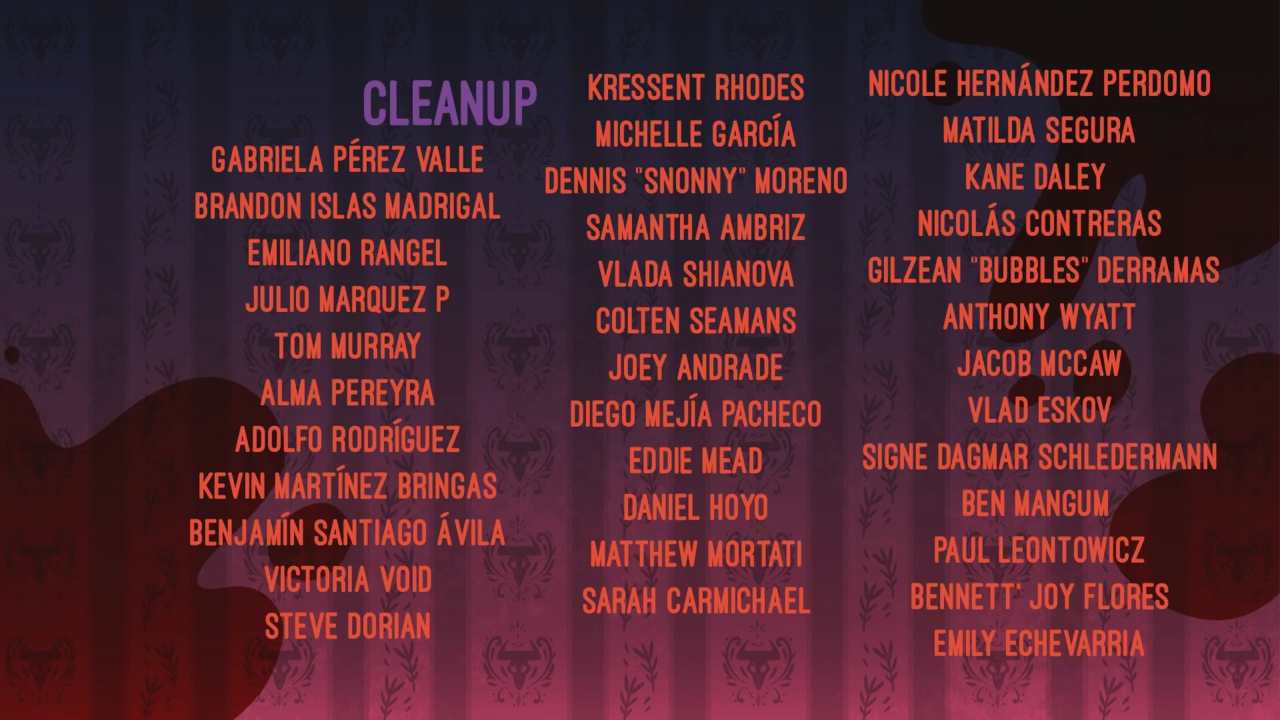 CLEANUP
GABRIELA PÉREZ VALLE
BRANDON ISLAS MADRIGAL
EMILIANO RANGEL
JULIO MARQUEZ P
TOM MURRAY
ALMA PEREYRA
ADOLFO RODRÍGUEZ
KEVIN MARTÍNEZ BRINGAS
BENJAMÍN SANTIAGO ÁVILA
VICTORIA VOID
STEVE DORIAN
KRESSENT RHODES
MICHELLE GARCÍA
DENNIS "SNONNY" MORENO
SAMANTHA AMBRIZ
VLADA SHIANOVA
COLTEN SEAMANS
JOEY ANDRADE
DIEGO MEJÍA PACHECO
EDDIE MEAD
DANIEL HOYO
MATTHEW MORTATI
SARAH CARMICHAEL
NICOLE HERNÁNDEZ PERDOMO
MATILDA SEGURA
KANE DALEY
NICOLÁS CONTRERAS
GILZEAN "BUBBLES" DERRAMAS
ANTHONY WYATT
JACOB MCCAW
VLAD ESKOV
SIGNE DAGMAR SCHLEDERMANN
BEN MANGUM
PAUL LEONTOWICZ
BENNETT' JOY FLORES
EMILY ECHEVARRIA